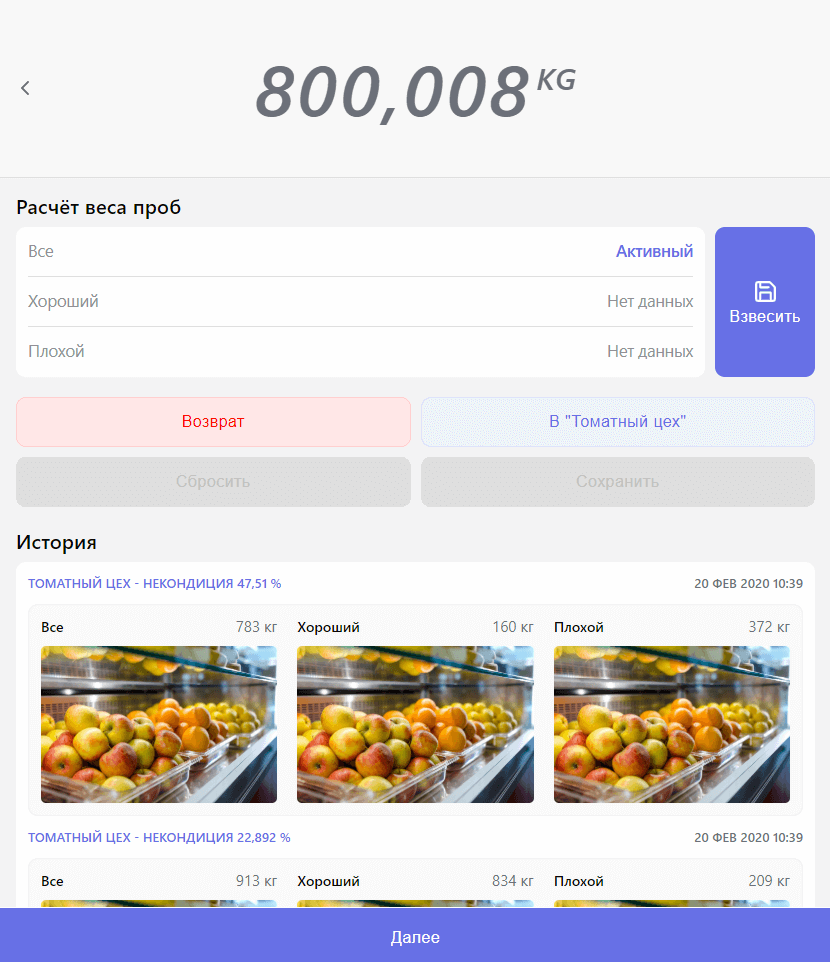 800,008 KG
Расчёт веса проб
Все Активный
Хороший Нет данных
Взвесить
Плохой Нет данных
Возврат В "Томатный цех"
Сбросить Сохранить
История
ТОМАТНЫЙ ЦЕХ - НЕКОНДИЦИЯ 47,51 % 20 ФЕВ 2020 10:39
Все 783 кг Хороший 160 кг Плохой 372 кг
ТОМАТНЫЙ ЦЕХ - НЕКОНДИЦИЯ 22,892 % 20 ФЕВ 2020 10:39
Все 913 кг Хороший 834 кг Плохой 209 кг
Далее